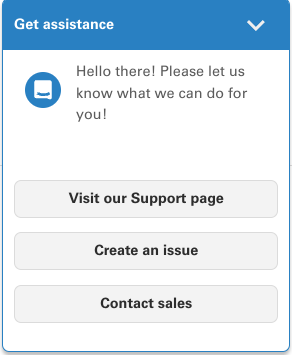 Get assistance
Hello there! Please let us
know what we can do for
you!
Visit our Support page
Create an issue
Contact sales